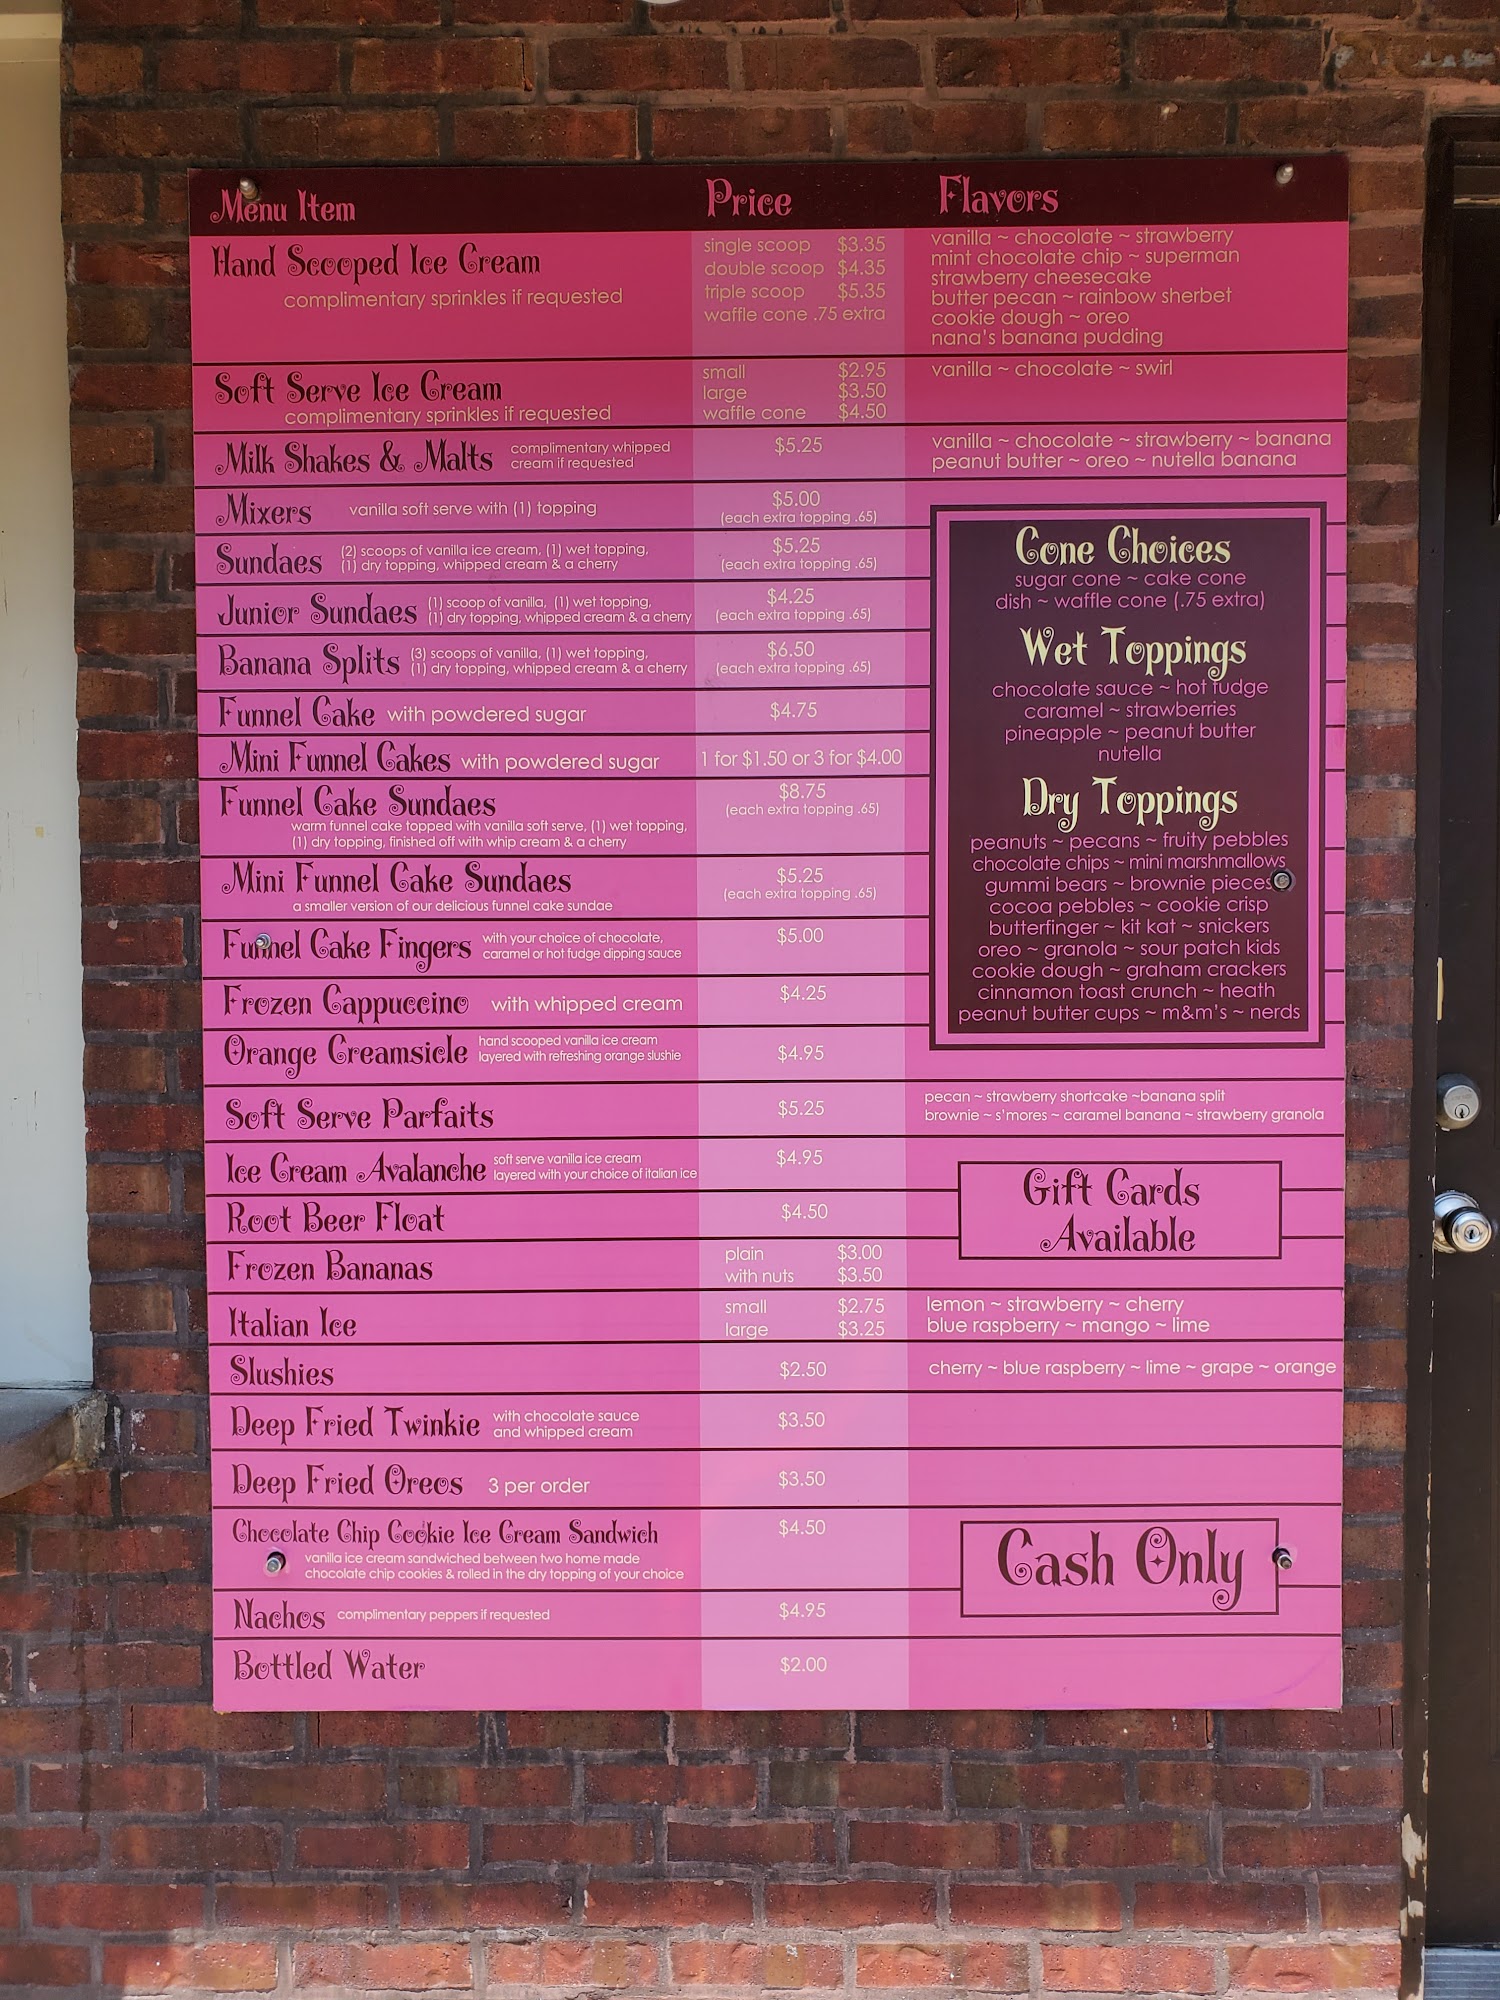 Menu Item Price Flavors
Hand Scooped Ice Cream
complimentary sprinkles if requested
single scoop $3.35
double scoop $4.35
triple scoop $5.35
waffle cone .75 extra
vanilla ~ chocolate ~ strawberry
mint chocolate chip ~ superman
strawberry cheesecake
butter pecan ~ rainbow sherbet
cookie dough ~ oreo
nana's banana pudding
Soft Serve Ice Cream
complimentary sprinkles if requested
small $2.95
large $3.50
waffle cone $4.50
vanilla ~ chocolate ~ swirl
Milk Shakes & Malts
complimentary whipped
cream if requested
$5.25
vanilla ~ chocolate ~ strawberry ~ banana
peanut butter ~ oreo ~ nutella banana
Mixers vanilla soft serve with (1) topping
$5.00
(each extra topping .65)
Sundaes
(2) scoops of vanilla ice cream, (1) wet topping,
(1) dry topping, whipped cream & a cherry
$5.25
(each extra topping .65)
Junior Sundaes
(1) scoop of vanilla, (1) wet topping,
(1) dry topping, whipped cream & a cherry
$4.25
(each extra topping .65)
Banana Splits
(3) scoops of vanilla, (1) wet topping,
(1) dry topping, whipped cream & a cherry
$6.50
(each extra topping .65)
Funnel Cake with powdered sugar $4.75
Mini Funnel Cakes with powdered sugar 1 for $1.50 or 3 for $4.00
Funnel Cake Sundaes
warm funnel cake topped with vanilla soft serve, (1) wet topping,
(1) dry topping, finished off with whip cream & a cherry
$8.75
(each extra topping .65)
Mini Funnel Cake Sundaes
a smaller version of our delicious funnel cake sundae
$5.25
(each extra topping .65)
Funnel Cake Fingers
with your choice of chocolate,
caramel or hot fudge dipping sauce
$5.00
Frozen Cappuccino with whipped cream $4.25
Orange Creamsicle
hand scooped vanilla ice cream
layered with refreshing orange slushie
$4.95
Cone Choices
sugar cone ~ cake cone
dish ~ waffle cone (.75 extra)
Wet Toppings
chocolate sauce ~ hot fudge
caramel ~ strawberries
pineapple ~ peanut butter
nutella
Dry Toppings
peanuts ~ pecans ~ fruity pebbles
chocolate chips ~ mini marshmallows
gummi bears ~ brownie pieces
cocoa pebbles ~ cookie crisp
butterfinger ~ kit kat ~ snickers
oreo ~ granola ~ sour patch kids
cookie dough ~ graham crackers
cinnamon toast crunch ~ heath
peanut butter cups ~ m&m's ~ nerds
Soft Serve Parfaits $5.25
pecan ~ strawberry shortcake ~banana split
brownie ~ s'mores ~ caramel banana ~ strawberry granola
Ice Cream Avalanche
soft serve vanilla ice cream
layered with your choice of italian ice
$4.95
Gift Cards
Available
Root Beer Float $4.50
Frozen Bananas
plain $3.00
with nuts $3.50
Italian Ice
small $2.75
large $3.25
lemon ~ strawberry ~ cherry
blue raspberry ~ mango ~ lime
Slushies $2.50 cherry ~ blue raspberry ~ lime ~ grape ~ orange
Deep Fried Twinkie
with chocolate sauce
and whipped cream
$3.50
Deep Fried Oreos 3 per order $3.50
Chocolate Chip Cookie Ice Cream Sandwich $4.50
vanilla ice cream sandwiched between two home made
chocolate chip cookies & rolled in the dry topping of your choice
Cash Only
Nachos complimentary peppers if requested $4.95
Bottled Water $2.00